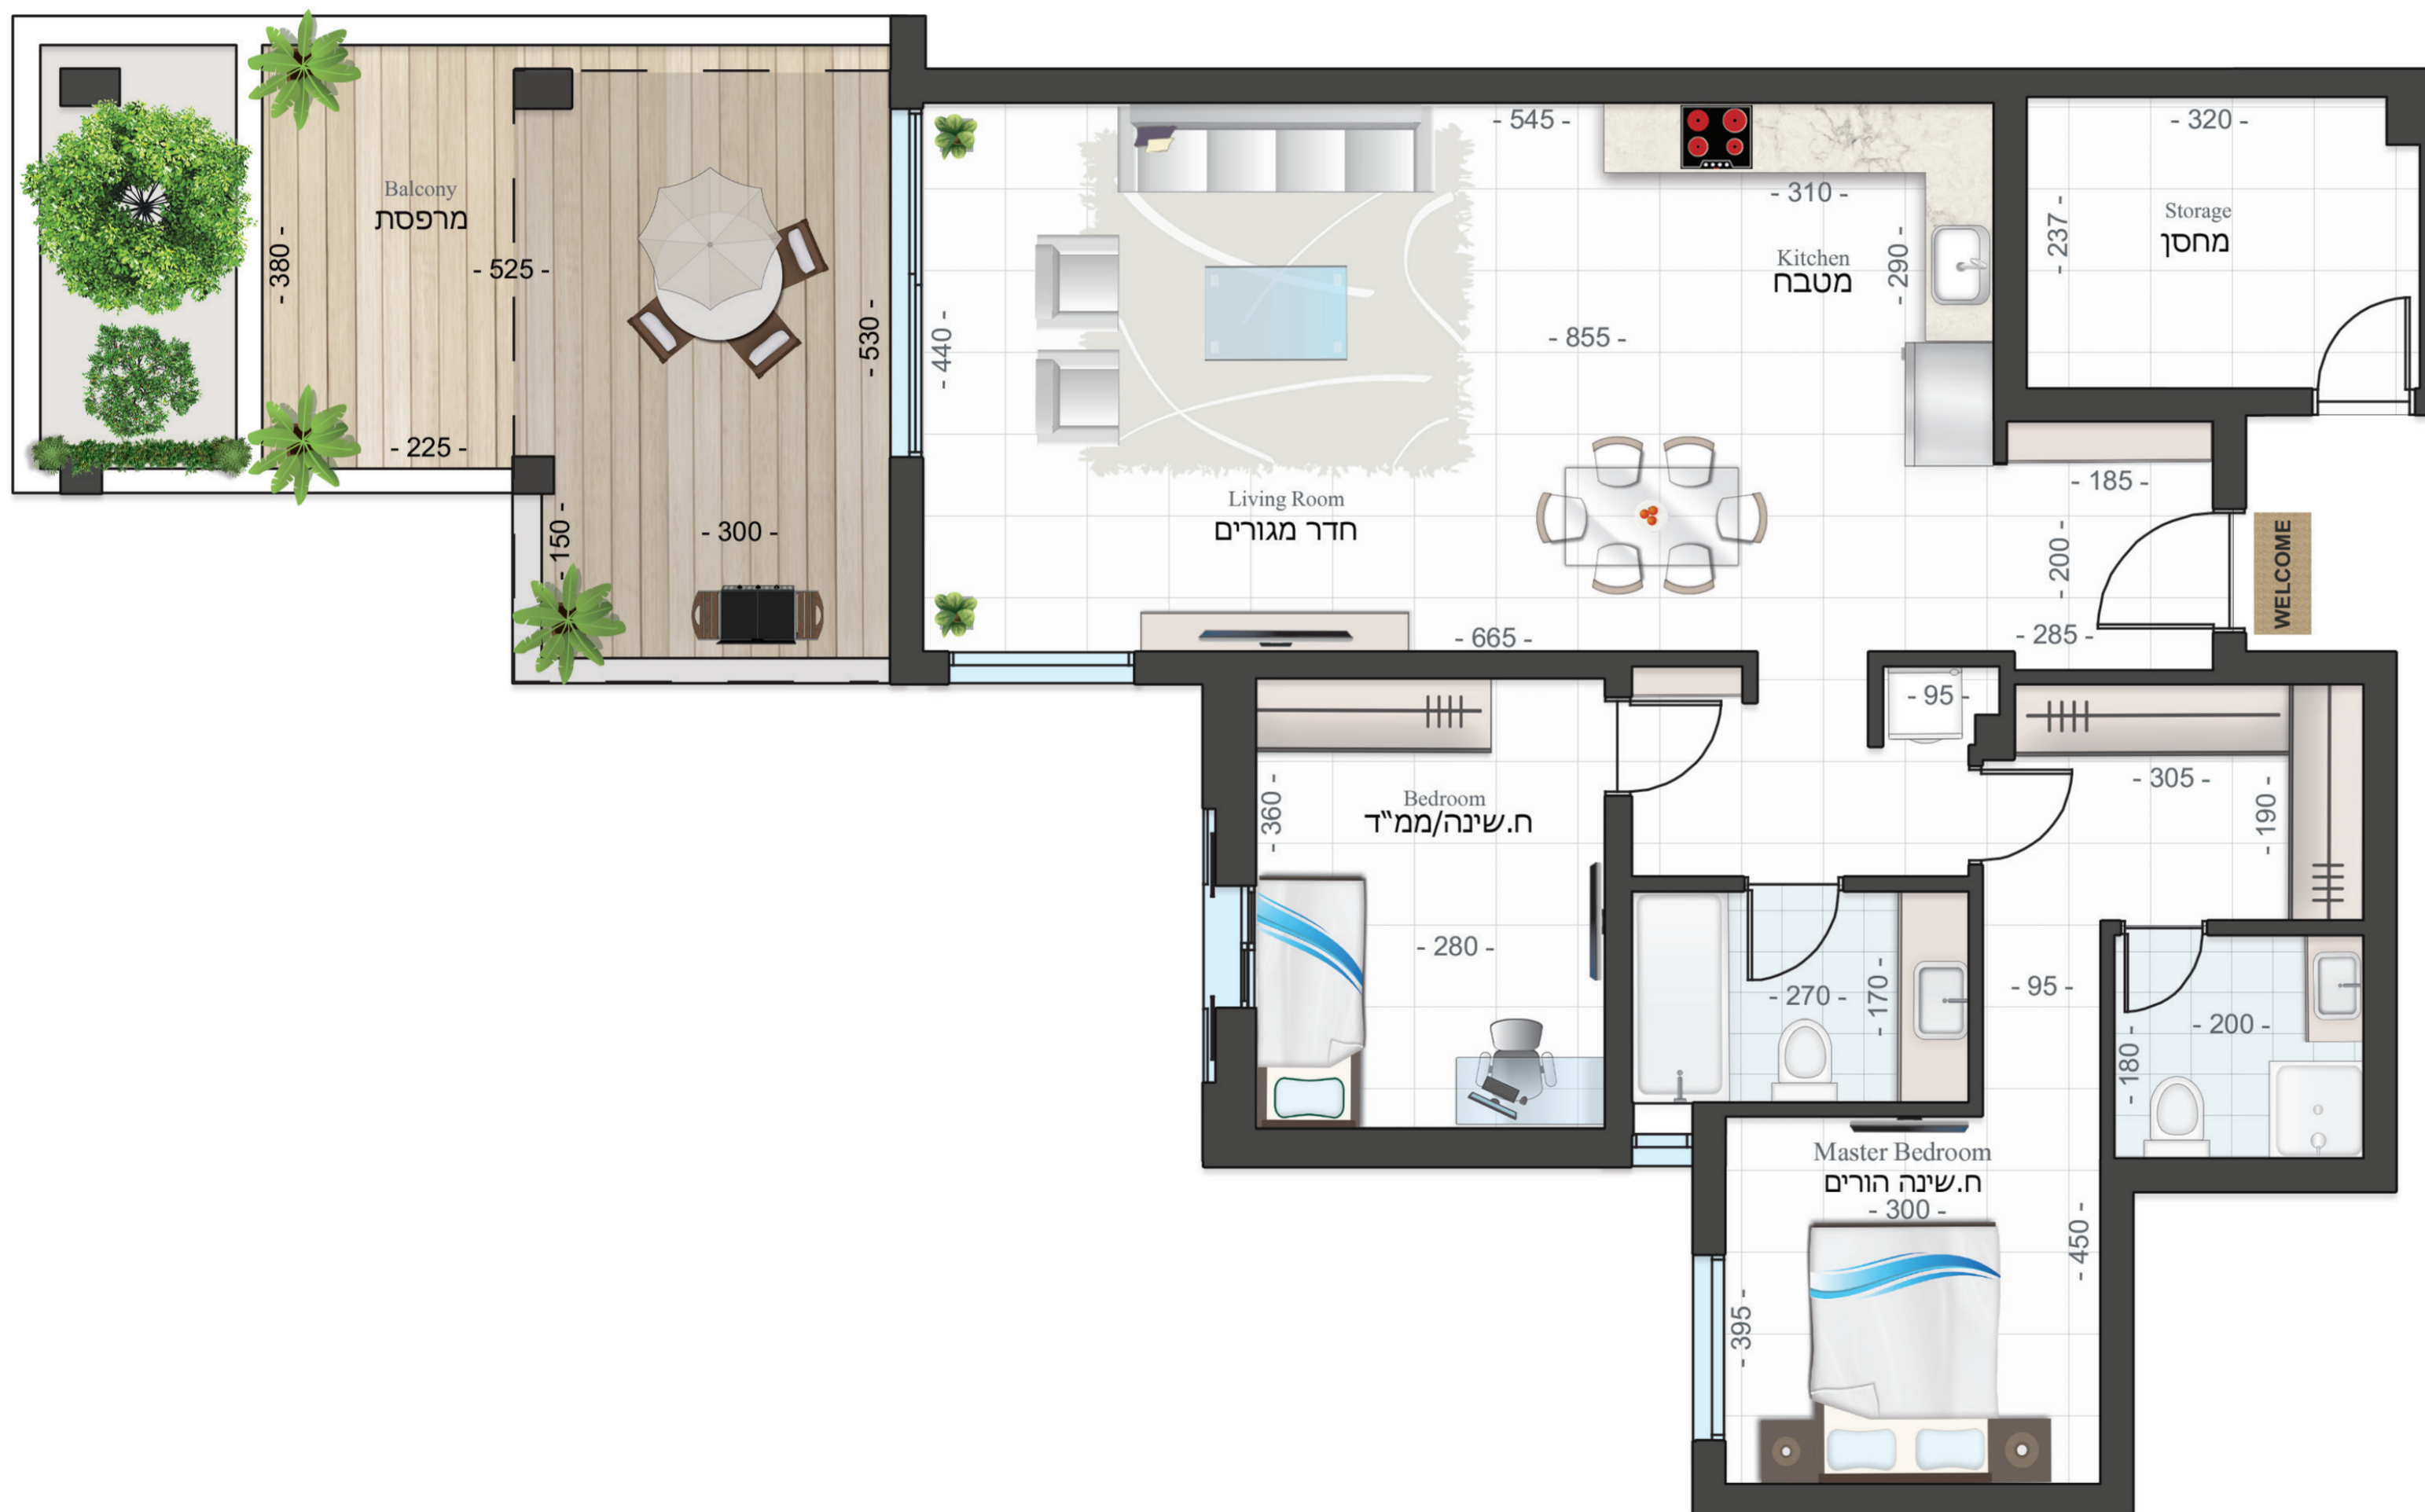 Balcony
מרפסת
- 380 -
- 525 -
- 225 -
- 530 -
- 150 -
- 300 -
- 545 -
- 310 -
- 440 -
Kitchen
מטבח
- 290 -
- 855 -
Living Room
חדר מגורים
- 665 -
- 320 -
- 237 -
Storage
מחסן
- 185 -
- 200 -
- 285 -
WELCOME
- 95 -
- 360 -
Bedroom
ח.שינה/ממ"ד
- 280 -
- 305 -
- 190 -
- 270 -
- 170 -
- 95 -
- 200 -
- 180 -
Master Bedroom
ח.שינה הורים
- 300 -
- 450 -
- 395 -